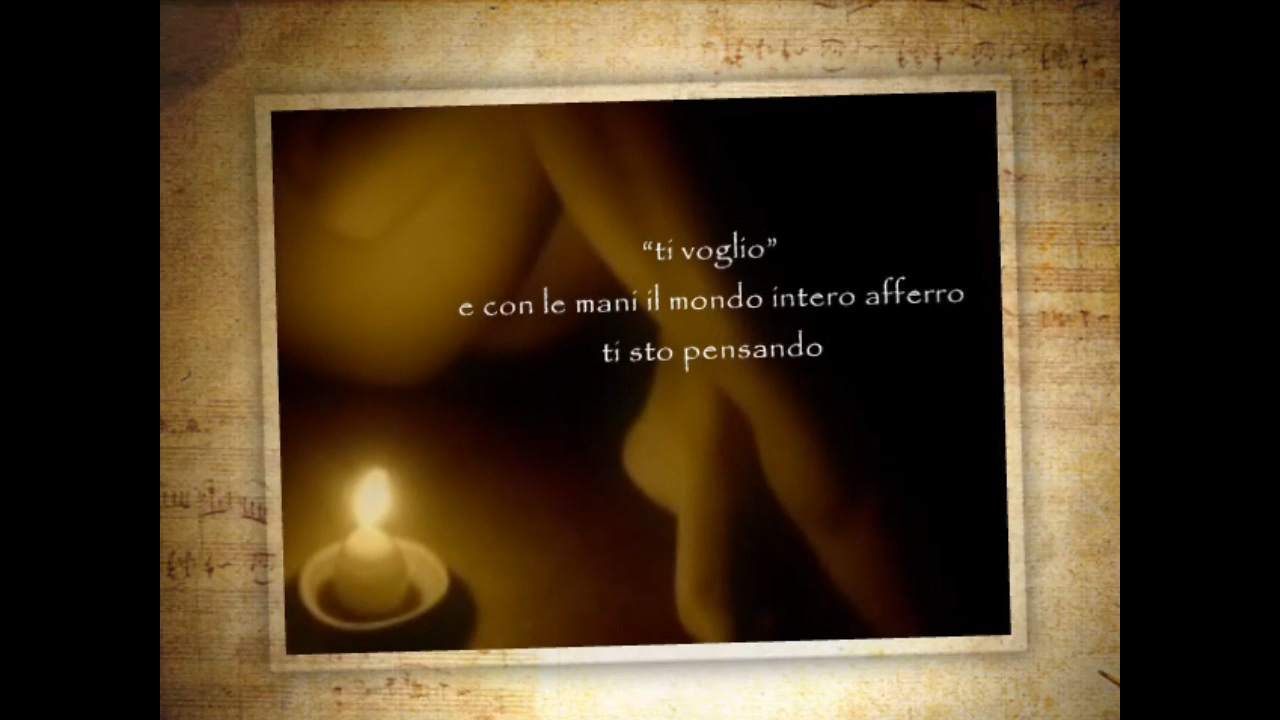 “ti voglio”
e con le mani il mondo intero afferro
ti sto pensando